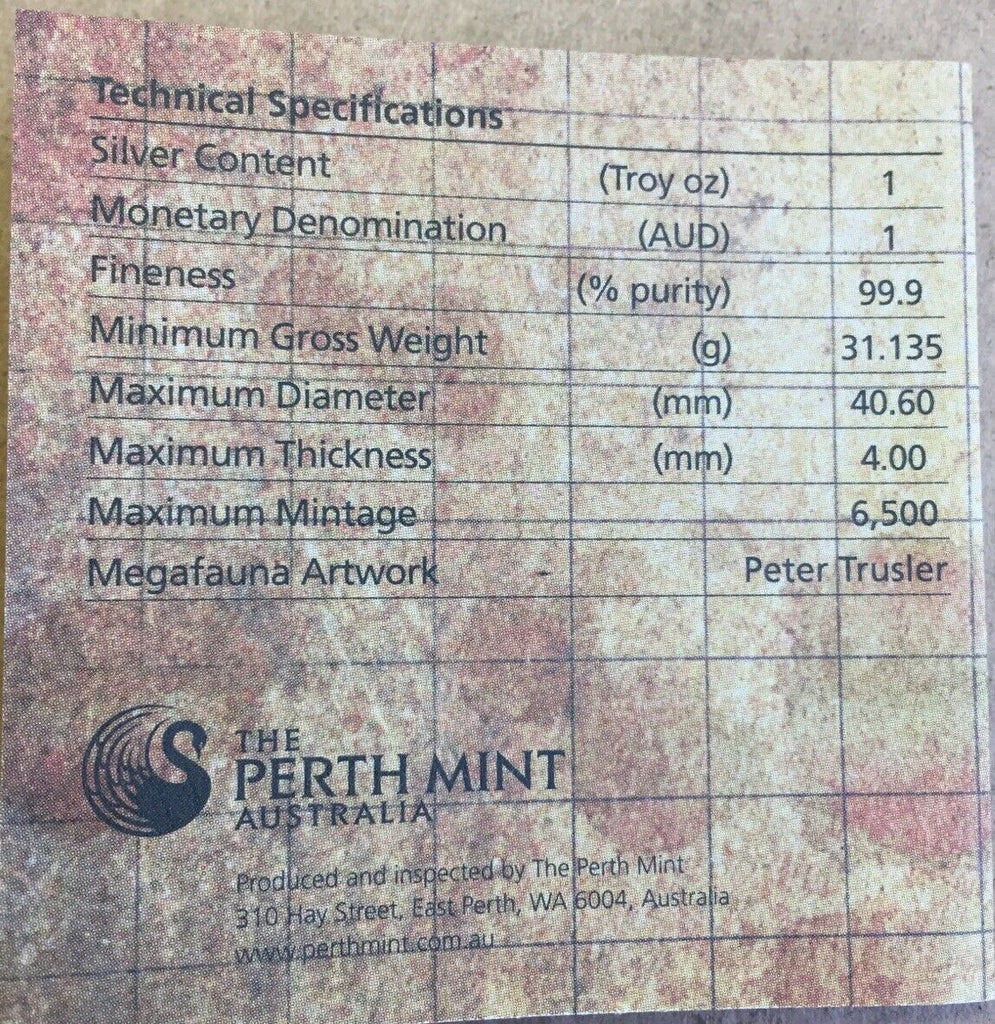 Technical Specifications
Silver Content (Troy oz) 1
Monetary Denomination (AUD) 1
Fineness (% purity) 99.9
Minimum Gross Weight (g) 31.135
Maximum Diameter (mm) 40.60
Maximum Thickness (mm) 4.00
Maximum Mintage 6,500
Megafauna Artwork Peter Trusler
THE
PERTH MINT
AUSTRALIA
Produced and inspected by The Perth Mint
310 Hay Street, East Perth, WA 6004, Australia
www.perthmint.com.au